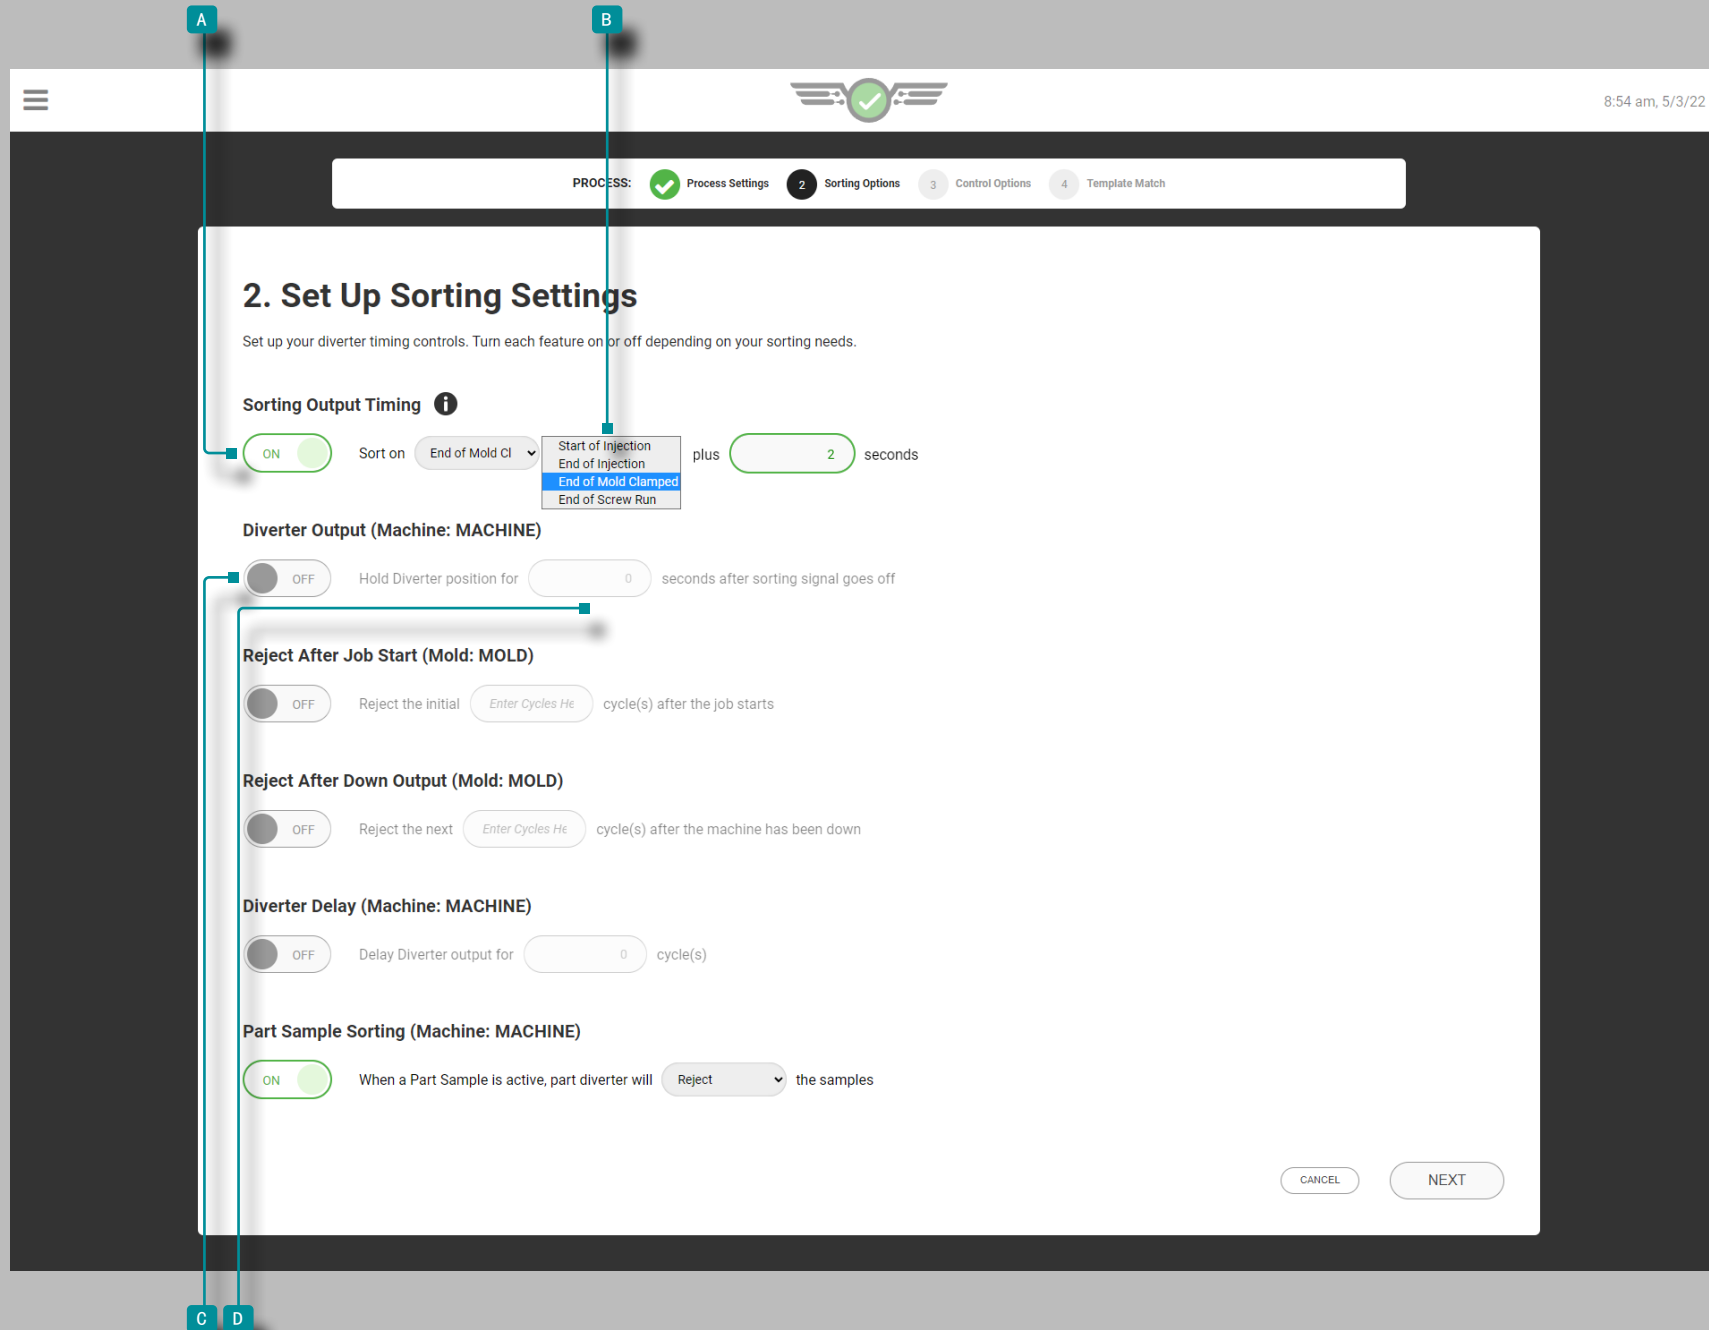 A B
8:54 am, 5/3/22
PROCESS: Process Settings 2 Sorting Options 3 Control Options 4 Template Match
2. Set Up Sorting Settings
Set up your diverter timing controls. Turn each feature on or off depending on your sorting needs.
Sorting Output Timing i
ON Sort on End of Mold Cl plus 2 seconds
Start of Injection
End of Injection
End of Mold Clamped
End of Screw Run
Diverter Output (Machine: MACHINE)
OFF Hold Diverter position for 0 seconds after sorting signal goes off
Reject After Job Start (Mold: MOLD)
OFF Reject the initial Enter Cycles He cycle(s) after the job starts
Reject After Down Output (Mold: MOLD)
OFF Reject the next Enter Cycles He cycle(s) after the machine has been down
Diverter Delay (Machine: MACHINE)
OFF Delay Diverter output for 0 cycle(s)
Part Sample Sorting (Machine: MACHINE)
ON When a Part Sample is active, part diverter will Reject the samples
CANCEL NEXT
C D